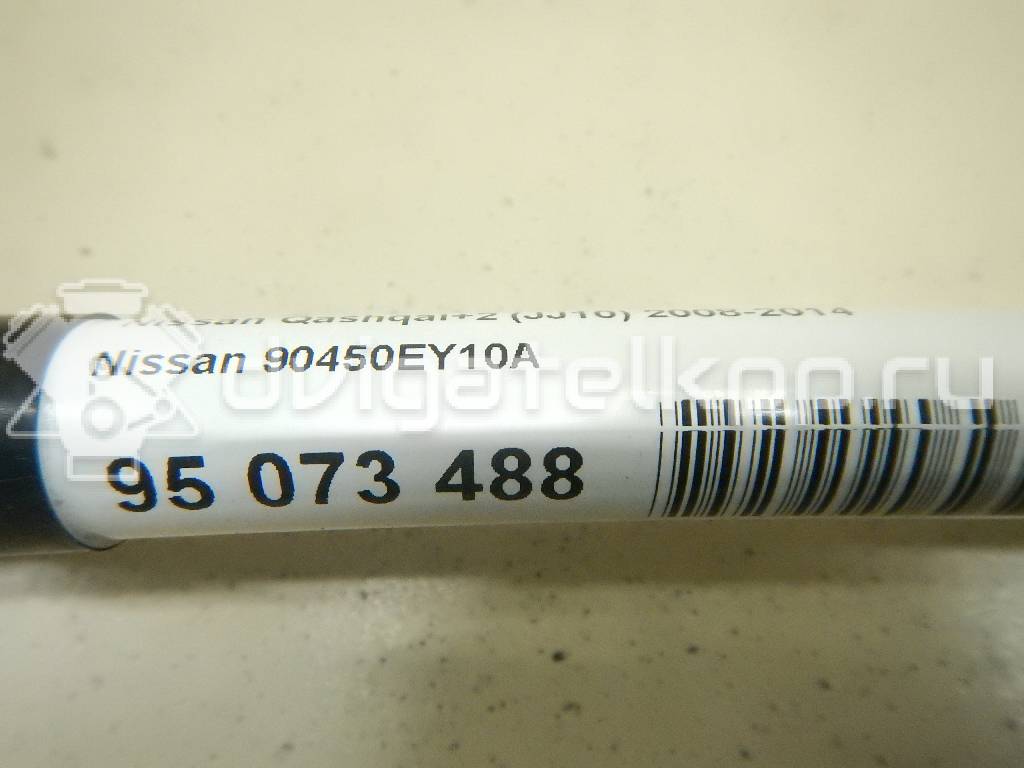 Nissan Qashqai+2 (JJ10) 2008-2014
Nissan 90450EY10A
95 073 488
dvigatelkon.ru